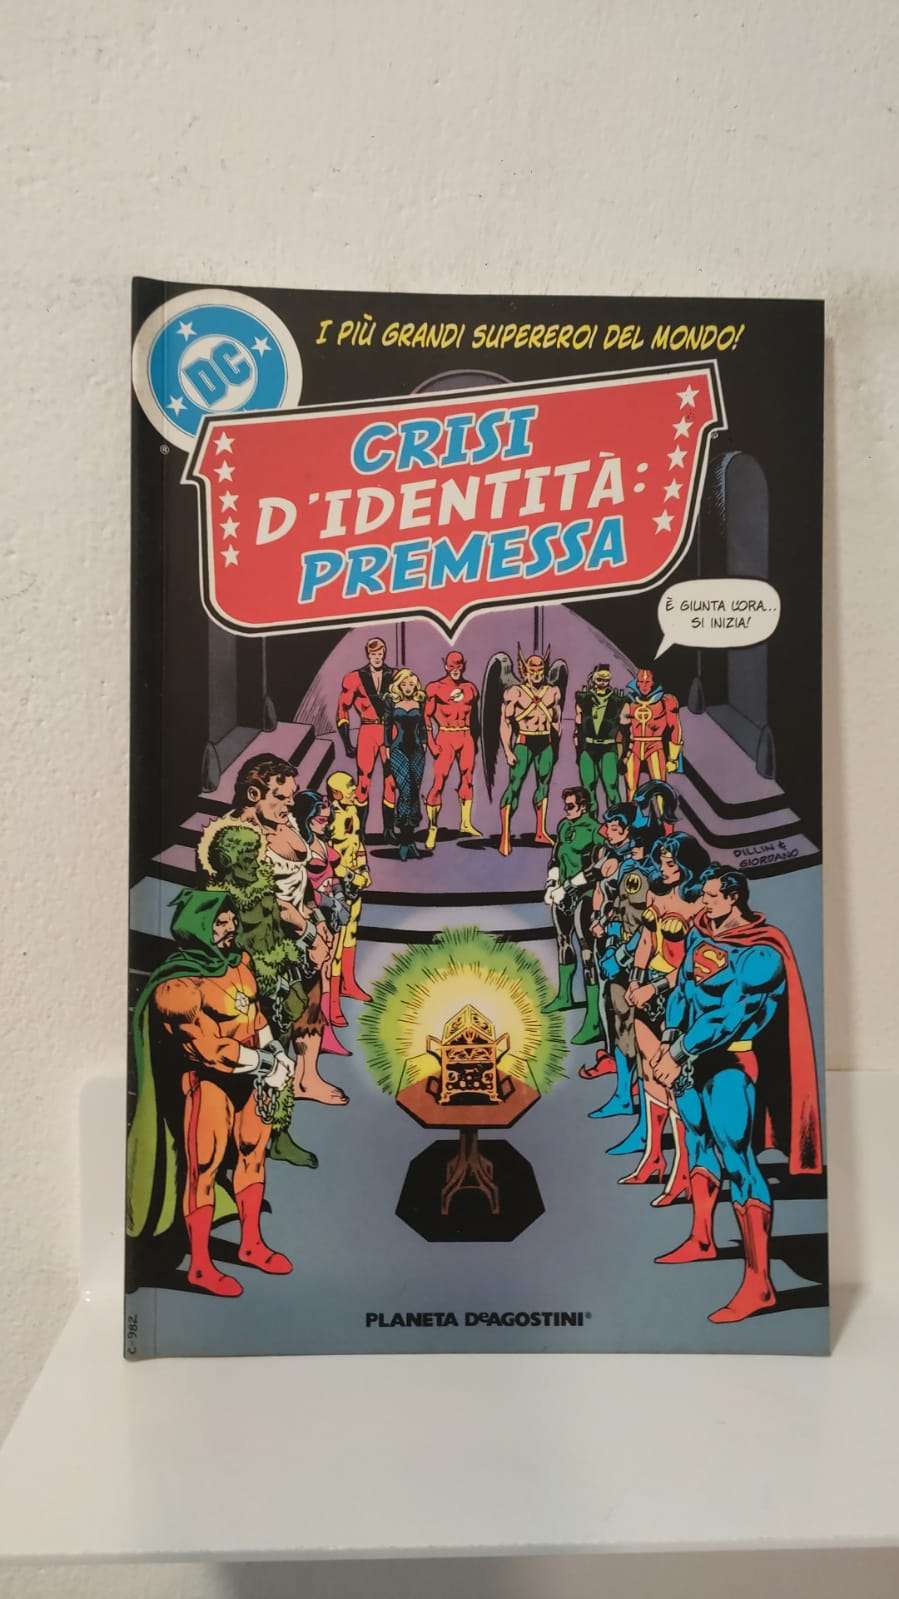 DC
I PIÙ GRANDI SUPEREROI DEL MONDO!
CRISI
D'IDENTITÀ:
PREMESSA
È GIUNTA L'ORA...
SI INIZIA!
DILLIN &
GIORDANO
PLANETA DeAGOSTINI®
C-982